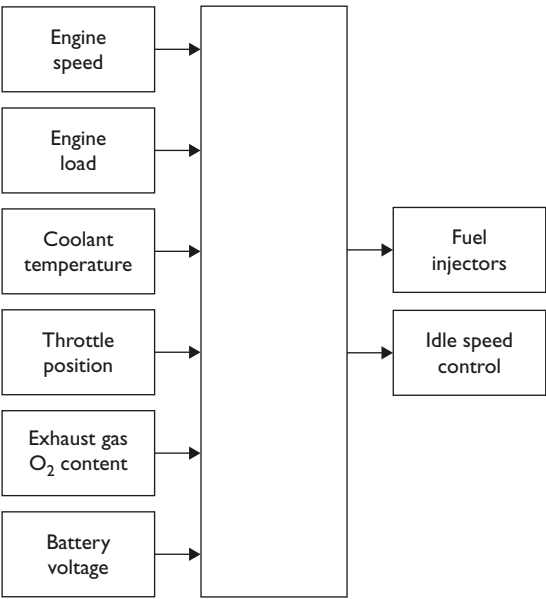 Engine
speed
Engine
load
Coolant
temperature
Throttle
position
Exhaust gas
O₂ content
Battery
voltage
Fuel
injectors
Idle speed
control